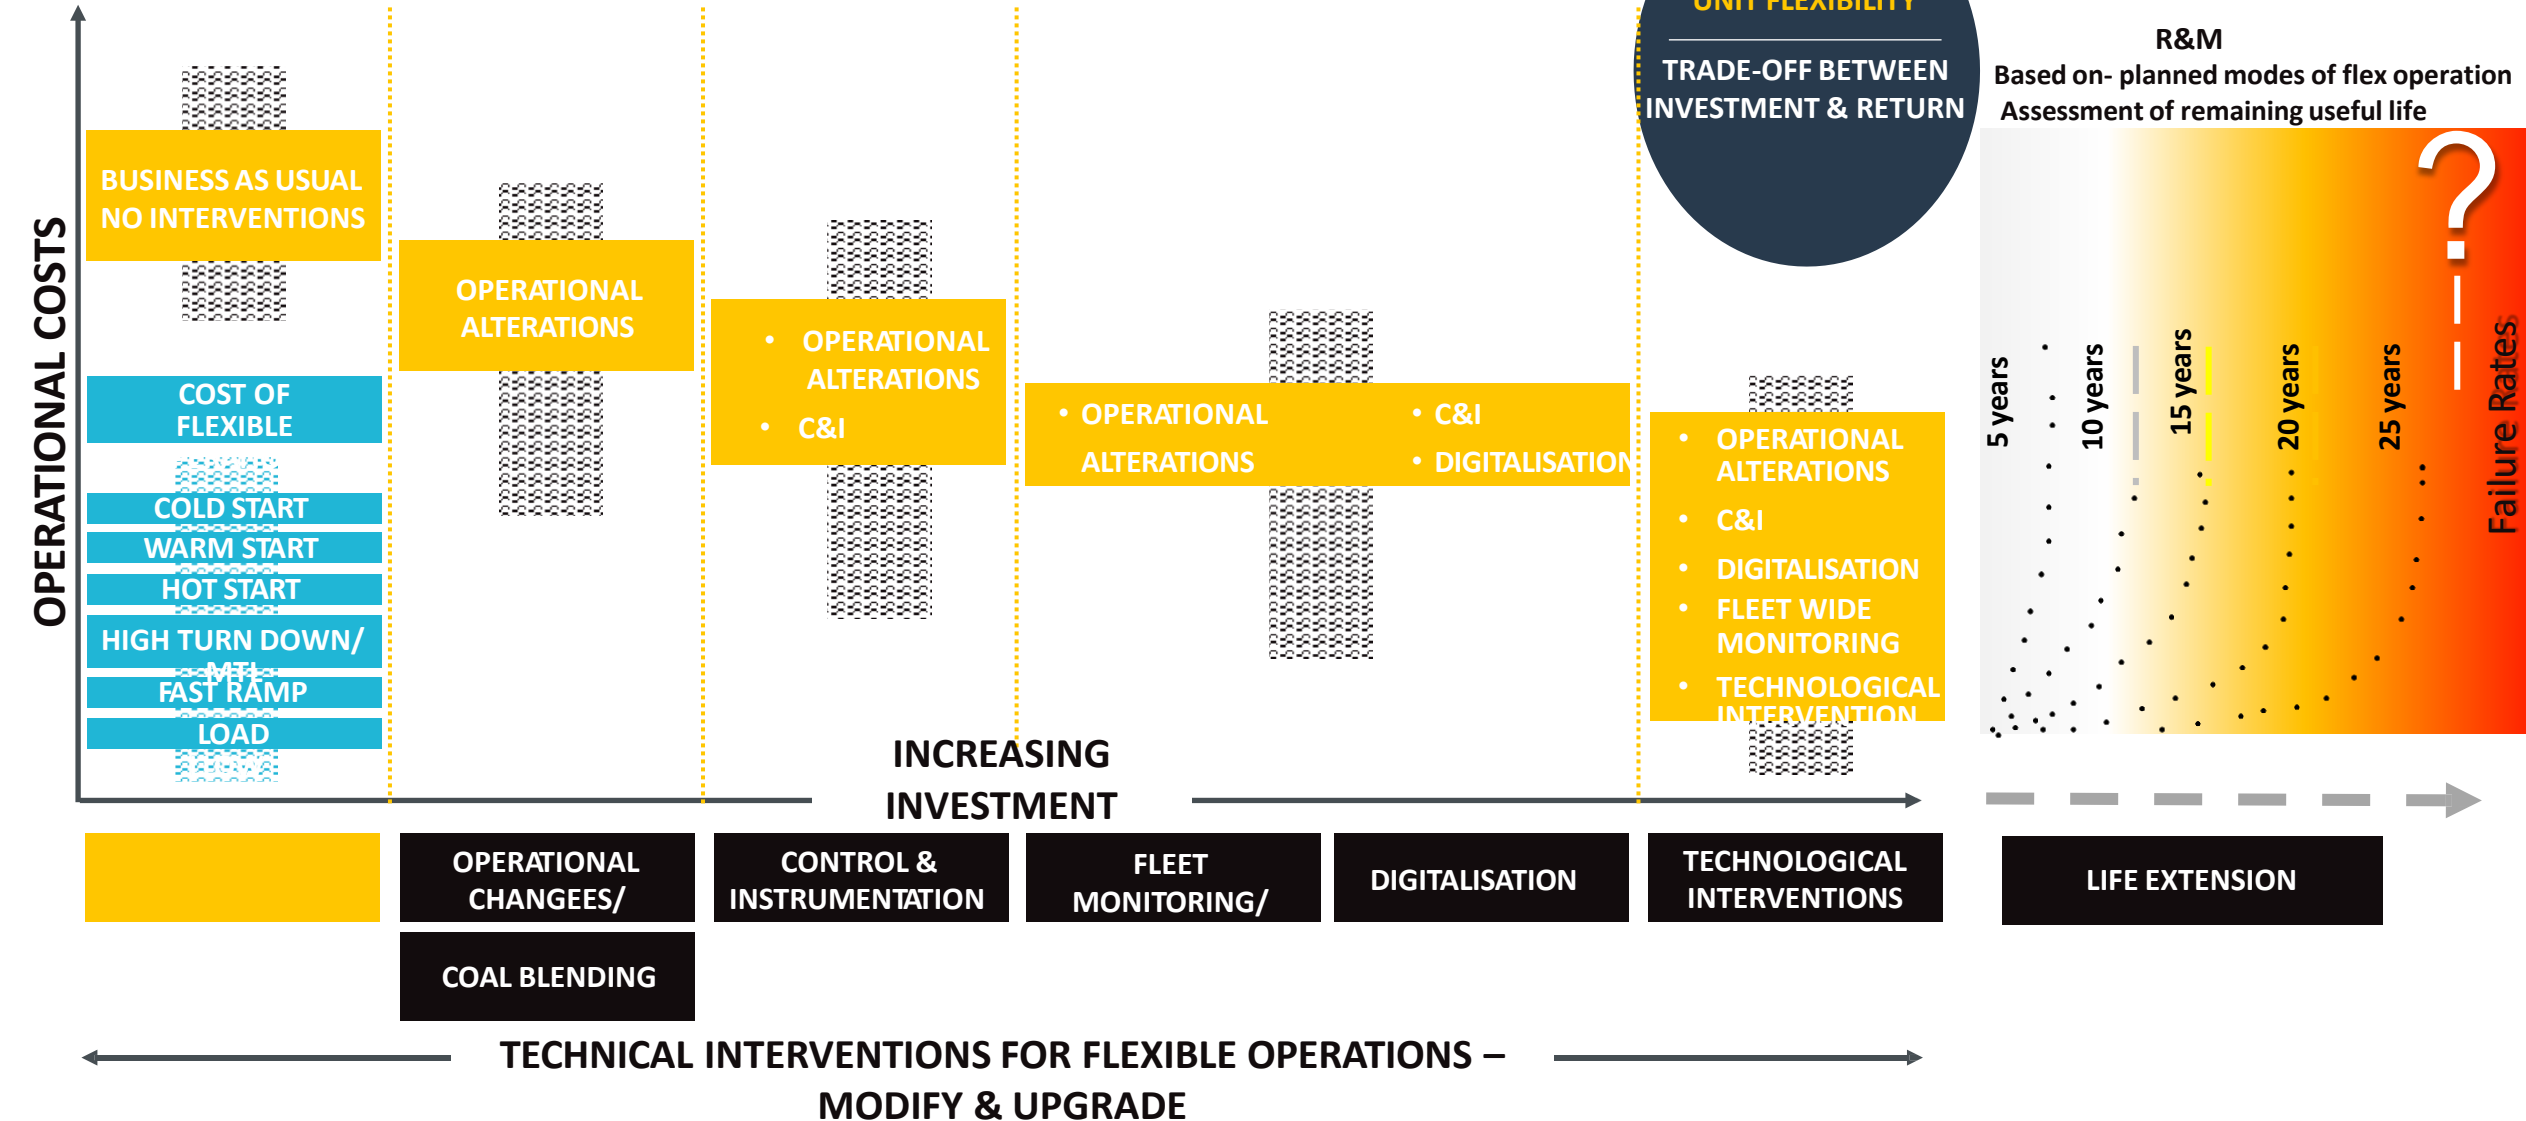 UNIT FLEXIBILITY
TRADE-OFF BETWEEN
INVESTMENT & RETURN
R&M
Based on- planned modes of flex operation
Assessment of remaining useful life
OPERATIONAL COSTS
BUSINESS AS USUAL
NO INTERVENTIONS
OPERATIONAL
ALTERATIONS
• OPERATIONAL
ALTERATIONS
• C&I
• OPERATIONAL
ALTERATIONS
• C&I
• DIGITALISATION
• OPERATIONAL
ALTERATIONS
• C&I
• DIGITALISATION
• FLEET WIDE
MONITORING
• TECHNOLOGICAL
INTERVENTION
COST OF
FLEXIBLE
COLD START
WARM START
HOT START
HIGH TURN DOWN/
MTL
FAST RAMP
LOAD
?
5 years
10 years
15 years
20 years
25 years
Failure Rates
INCREASING
INVESTMENT
OPERATIONAL
CHANGEES/
COAL BLENDING
CONTROL &
INSTRUMENTATION
FLEET
MONITORING/
DIGITALISATION
TECHNOLOGICAL
INTERVENTIONS
LIFE EXTENSION
TECHNICAL INTERVENTIONS FOR FLEXIBLE OPERATIONS –
MODIFY & UPGRADE